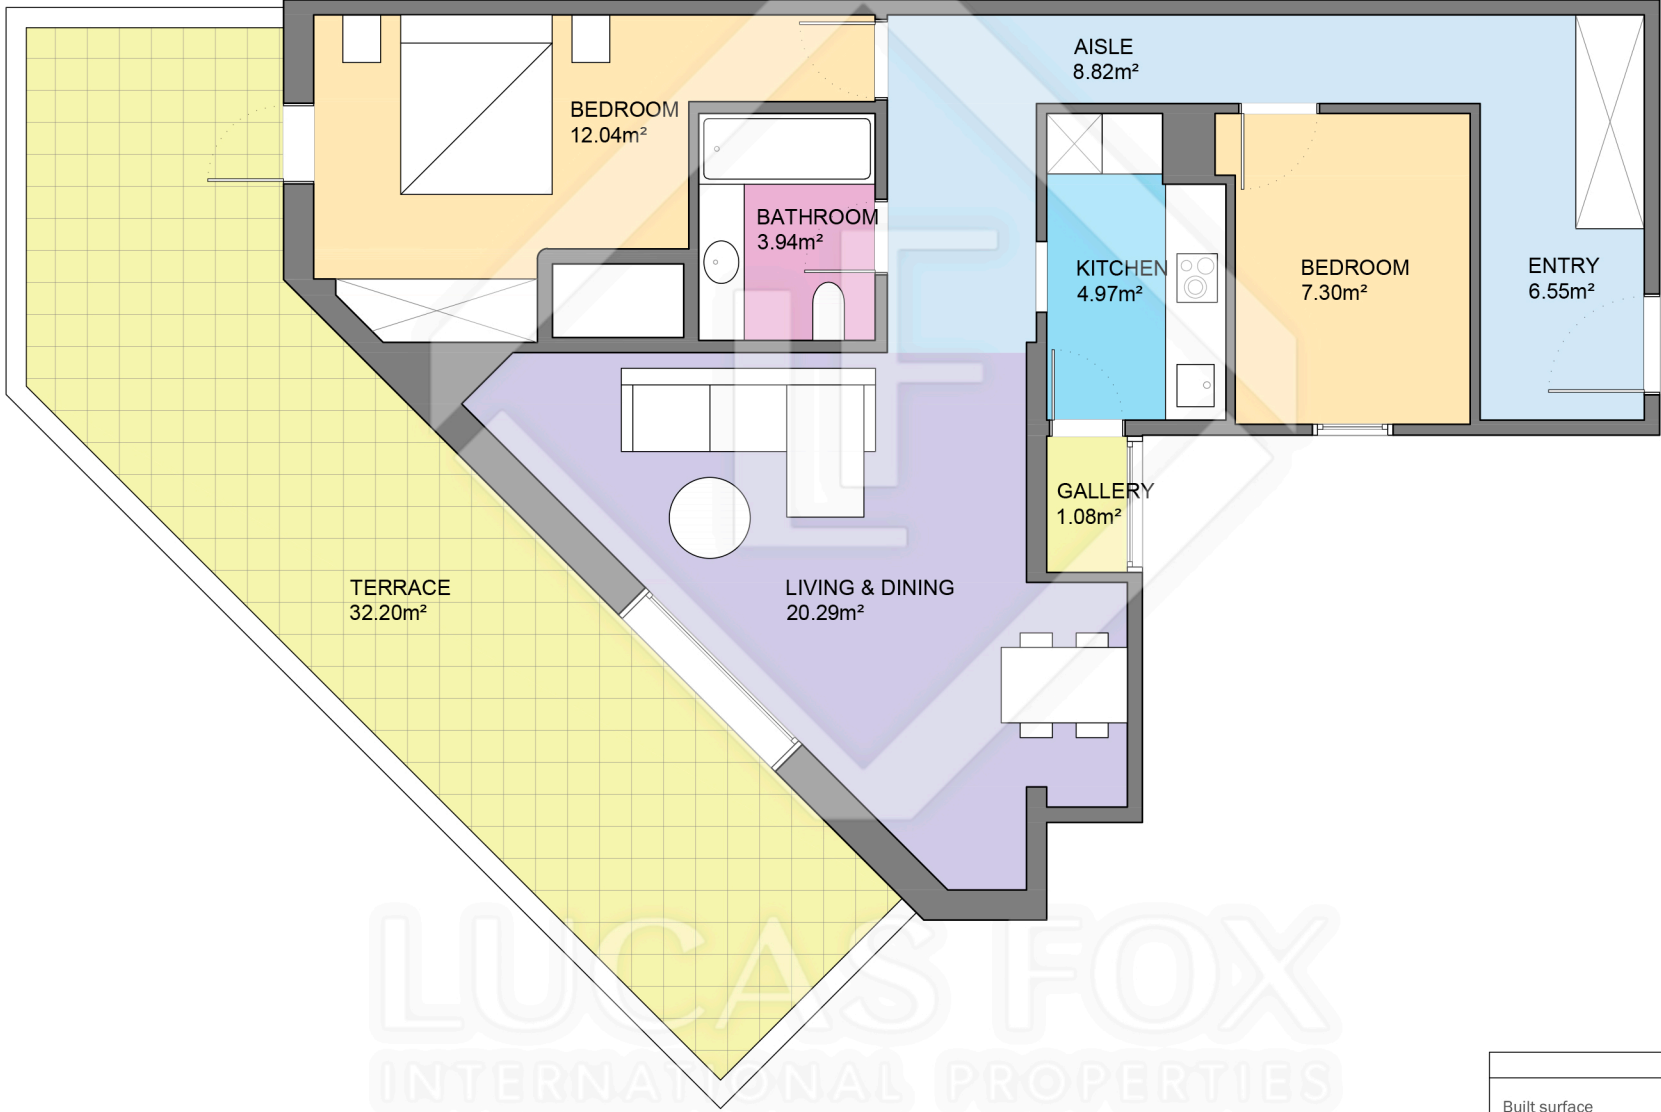 AISLE
8.82m²
BEDROOM
12.04m²
BATHROOM
3.94m²
KITCHEN
4.97m²
BEDROOM
7.30m²
ENTRY
6.55m²
GALLERY
1.08m²
TERRACE
32.20m²
LIVING & DINING
20.29m²
LF
LUCAS FOX
INTERNATIONAL PROPERTIES
Built surface